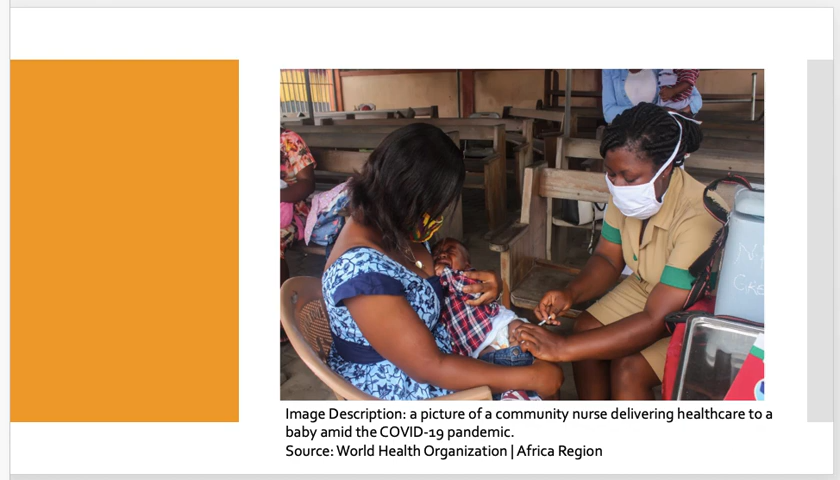 Image Description: a picture of a community nurse delivering healthcare to a
baby amid the COVID-19 pandemic.
Source: World Health Organization | Africa Region